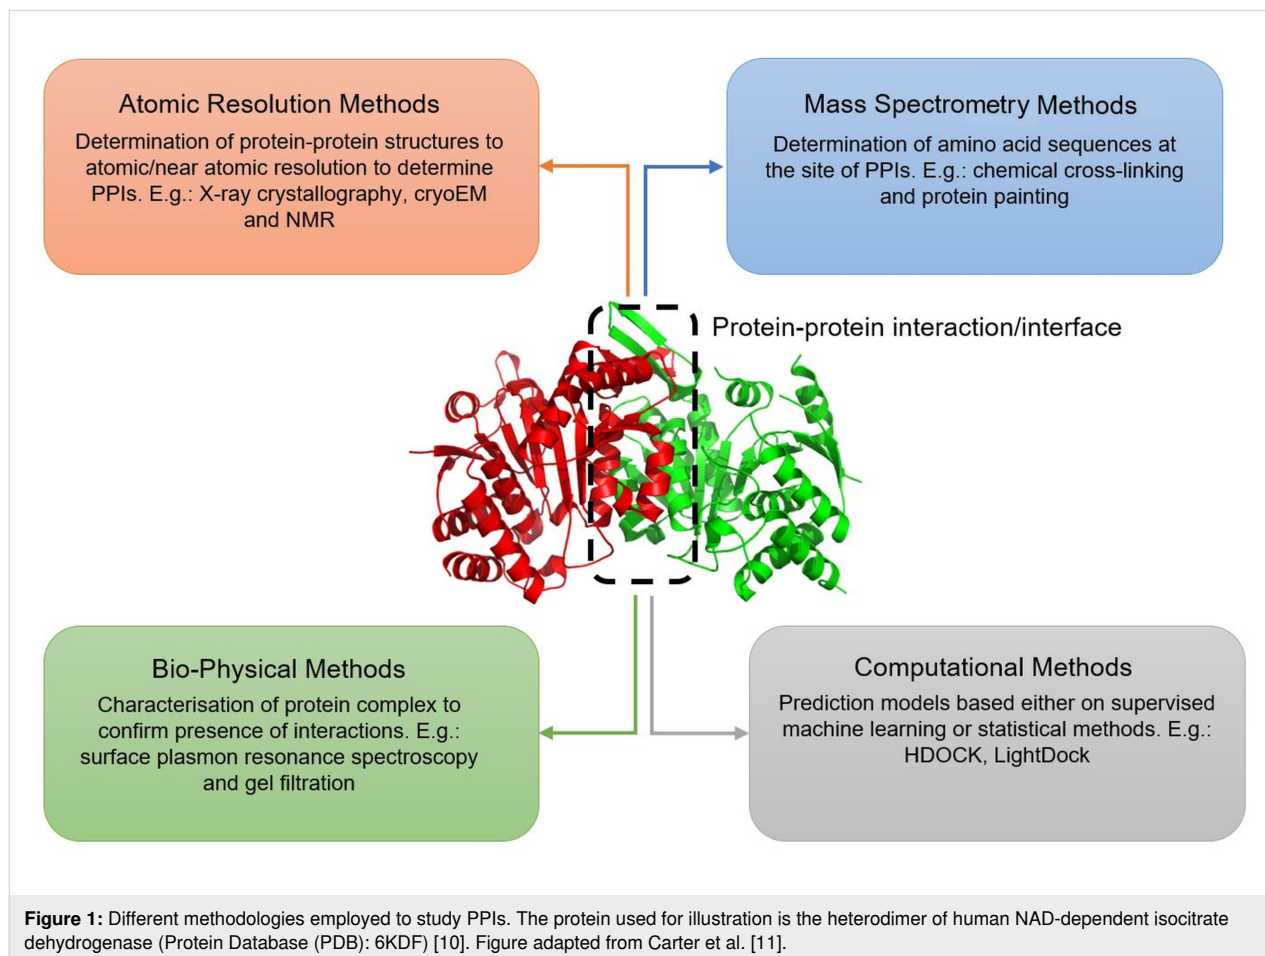 Atomic Resolution Methods
Determination of protein-protein structures to
atomic/near atomic resolution to determine
PPIs. E.g.: X-ray crystallography, cryoEM
and NMR
Mass Spectrometry Methods
Determination of amino acid sequences at
the site of PPIs. E.g.: chemical cross-linking
and protein painting
Protein-protein interaction/interface
Bio-Physical Methods
Characterisation of protein complex to
confirm presence of interactions. E.g.:
surface plasmon resonance spectroscopy
and gel filtration
Computational Methods
Prediction models based either on supervised
machine learning or statistical methods. E.g.:
HDOCK, LightDock
Figure 1: Different methodologies employed to study PPIs. The protein used for illustration is the heterodimer of human NAD-dependent isocitrate
dehydrogenase (Protein Database (PDB): 6KDF) [10]. Figure adapted from Carter et al. [11].